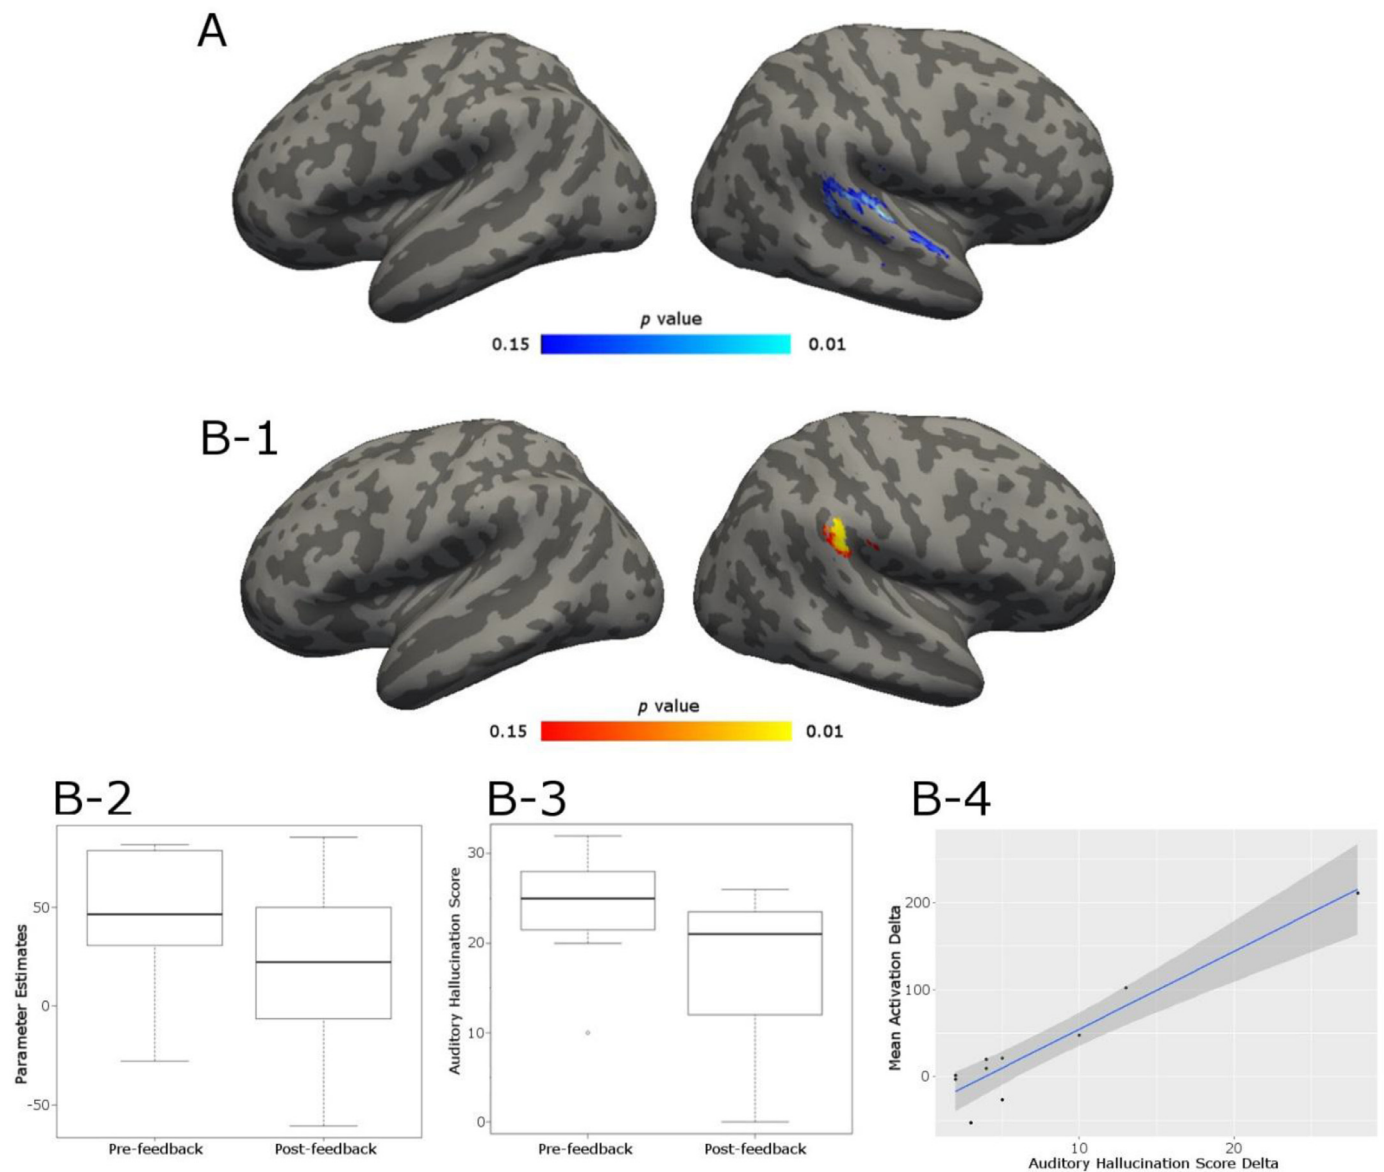 A
p value
0.15 0.01
B-1
p value
0.15 0.01
B-2 B-3 B-4
Parameter Estimates
50
0
-50
Pre-feedback Post-feedback
Auditory Hallucination Score
30
20
10
0
Pre-feedback Post-feedback
Mean Activation Delta
200
100
0
10 20
Auditory Hallucination Score Delta